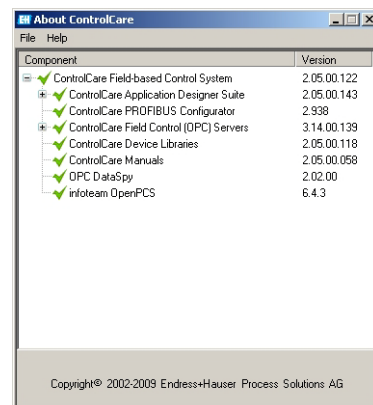 About ControlCare
File Help
Component Version
ControlCare Field-based Control System 2.05.00.122
ControlCare Application Designer Suite 2.05.00.143
ControlCare PROFIBUS Configurator 2.938
ControlCare Field Control (OPC) Servers 3.14.00.139
ControlCare Device Libraries 2.05.00.118
ControlCare Manuals 2.05.00.058
OPC DataSpy 2.02.00
infoteam OpenPCS 6.4.3
Copyright© 2002-2009 Endress+Hauser Process Solutions AG